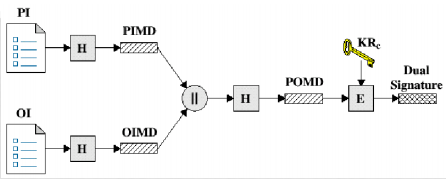 PI
PIMD
H
KRc
Dual
Signature
POMD
||
H
E
OI
OIMD
H